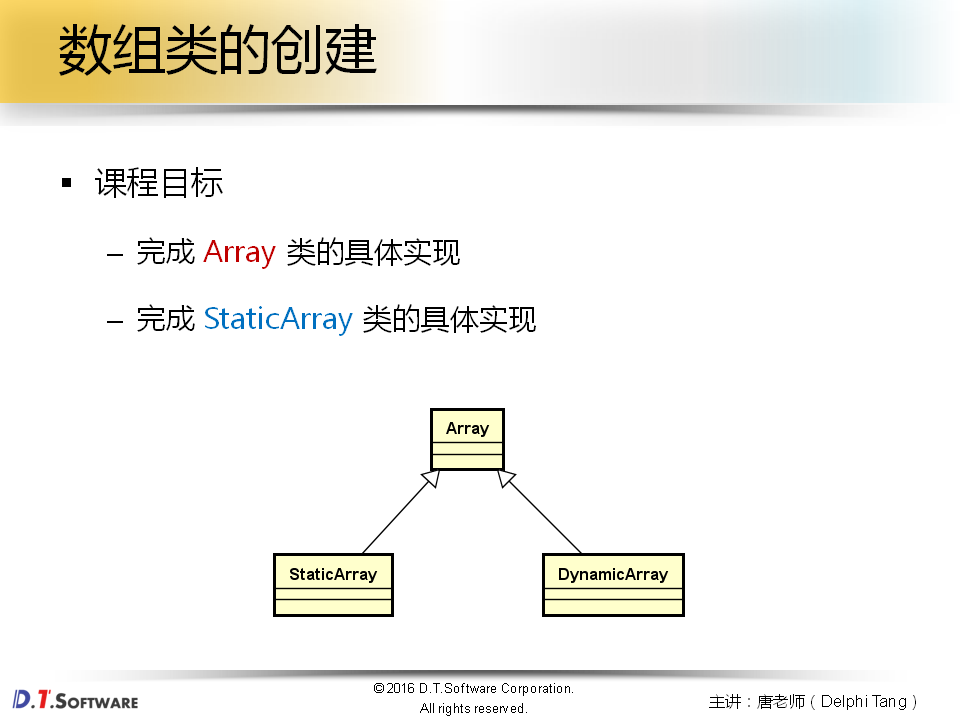 数组类的创建
▪ 课程目标
– 完成 Array 类的具体实现
– 完成 StaticArray 类的具体实现
Array
StaticArray
DynamicArray
D.T.SOFTWARE
©2016 D.T.Software Corporation.
All rights reserved.
主讲：唐老师（Delphi Tang）